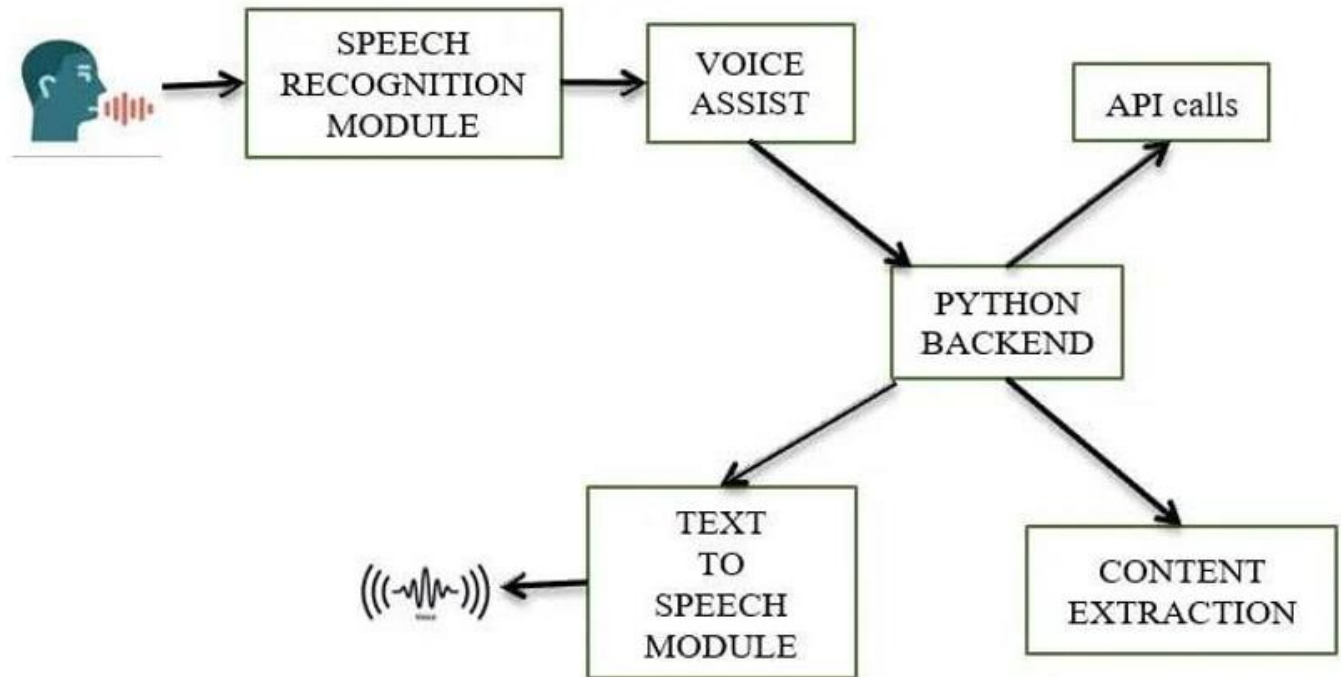 SPEECH
RECOGNITION
MODULE
VOICE
ASSIST
API calls
PYTHON
BACKEND
TEXT
TO
SPEECH
MODULE
CONTENT
EXTRACTION